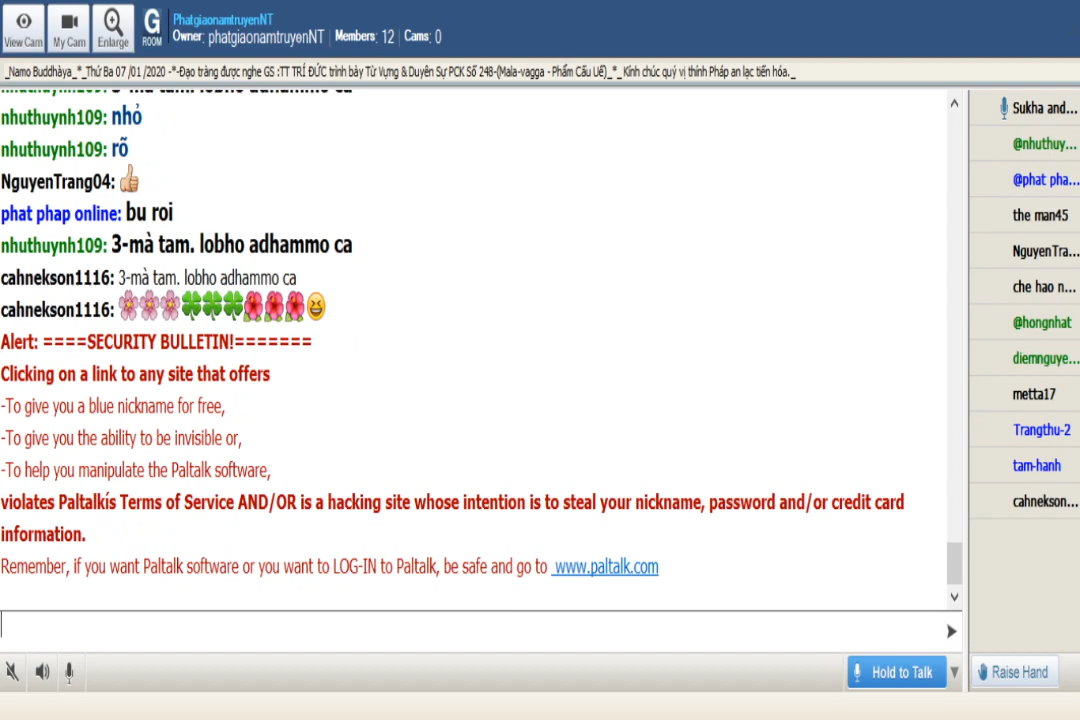 View Cam
My Cam
Enlarge
G
ROOM
PhatgiaonamtruyenNT
Owner: phatgiaonamtruyenNT | Members: 12 | Cams: 0
_Namo Buddhàya_*_Thứ Ba 07 /01 /2020 -*-Đạo tràng được nghe GS :TT TRÍ ĐỨC trình bày Từ Vựng & Duyên Sự PCK Số 248-(Mala-vagga - Phẩm Cấu Uế)_*_ Kính chúc quý vị thính Pháp an lạc tiến hóa._
nhuthuynh109: 3-mà tam. lobho adhammo ca
nhuthuynh109: nhỏ
nhuthuynh109: rõ
NguyenTrang04: 👍
phat phap online: bu roi
nhuthuynh109: 3-mà tam. lobho adhammo ca
cahnekson1116: 3-mà tam. lobho adhammo ca
cahnekson1116: 🌸🌸🌸🍀🍀🍀🌺🌺🌺😆
Alert: ====SECURITY BULLETIN!=======
Clicking on a link to any site that offers
-To give you a blue nickname for free,
-To give you the ability to be invisible or,
-To help you manipulate the Paltalk software,
violates Paltalkís Terms of Service AND/OR is a hacking site whose intention is to steal your nickname, password and/or credit card
information.
Remember, if you want Paltalk software or you want to LOG-IN to Paltalk, be safe and go to www.paltalk.com
Hold to Talk
Sukha and...
@nhuthuy...
@phat pha...
the man45
NguyenTra...
che hao n...
@hongnhat
diemnguye...
metta17
Trangthu-2
tam-hanh
cahnekson...
Raise Hand